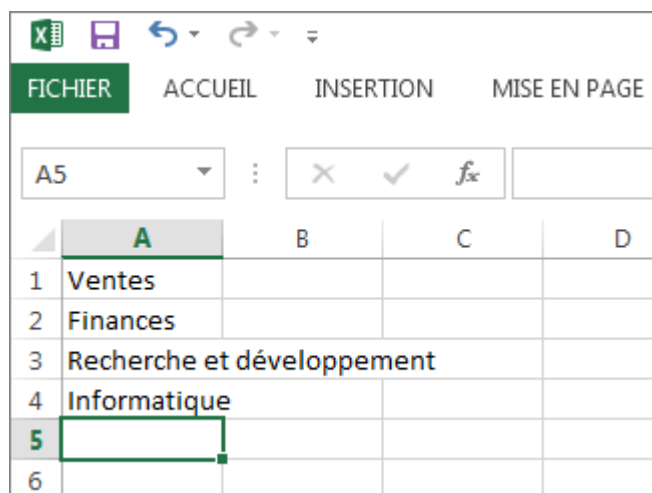 FICHIER ACCUEIL INSERTION MISE EN PAGE
A5 fx
A B C D
1 Ventes
2 Finances
3 Recherche et développement
4 Informatique
5
6